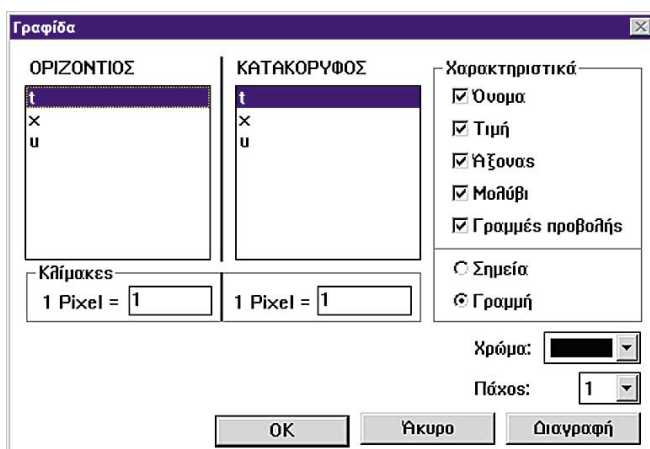 Γραφίδα
ΟΡΙΖΟΝΤΙΟΣ
ΚΑΤΑΚΟΡΥΦΟΣ
t
x
u
t
x
u
Κλίμακες
1 Pixel = 1
1 Pixel = 1
Χαρακτηριστικά
Όνομα
Τιμή
Άξονας
Μολύβι
Γραμμές προβολής
Σημεία
Γραμμή
Χρώμα:
Πάχος: 1
OK
Άκυρο
Διαγραφή